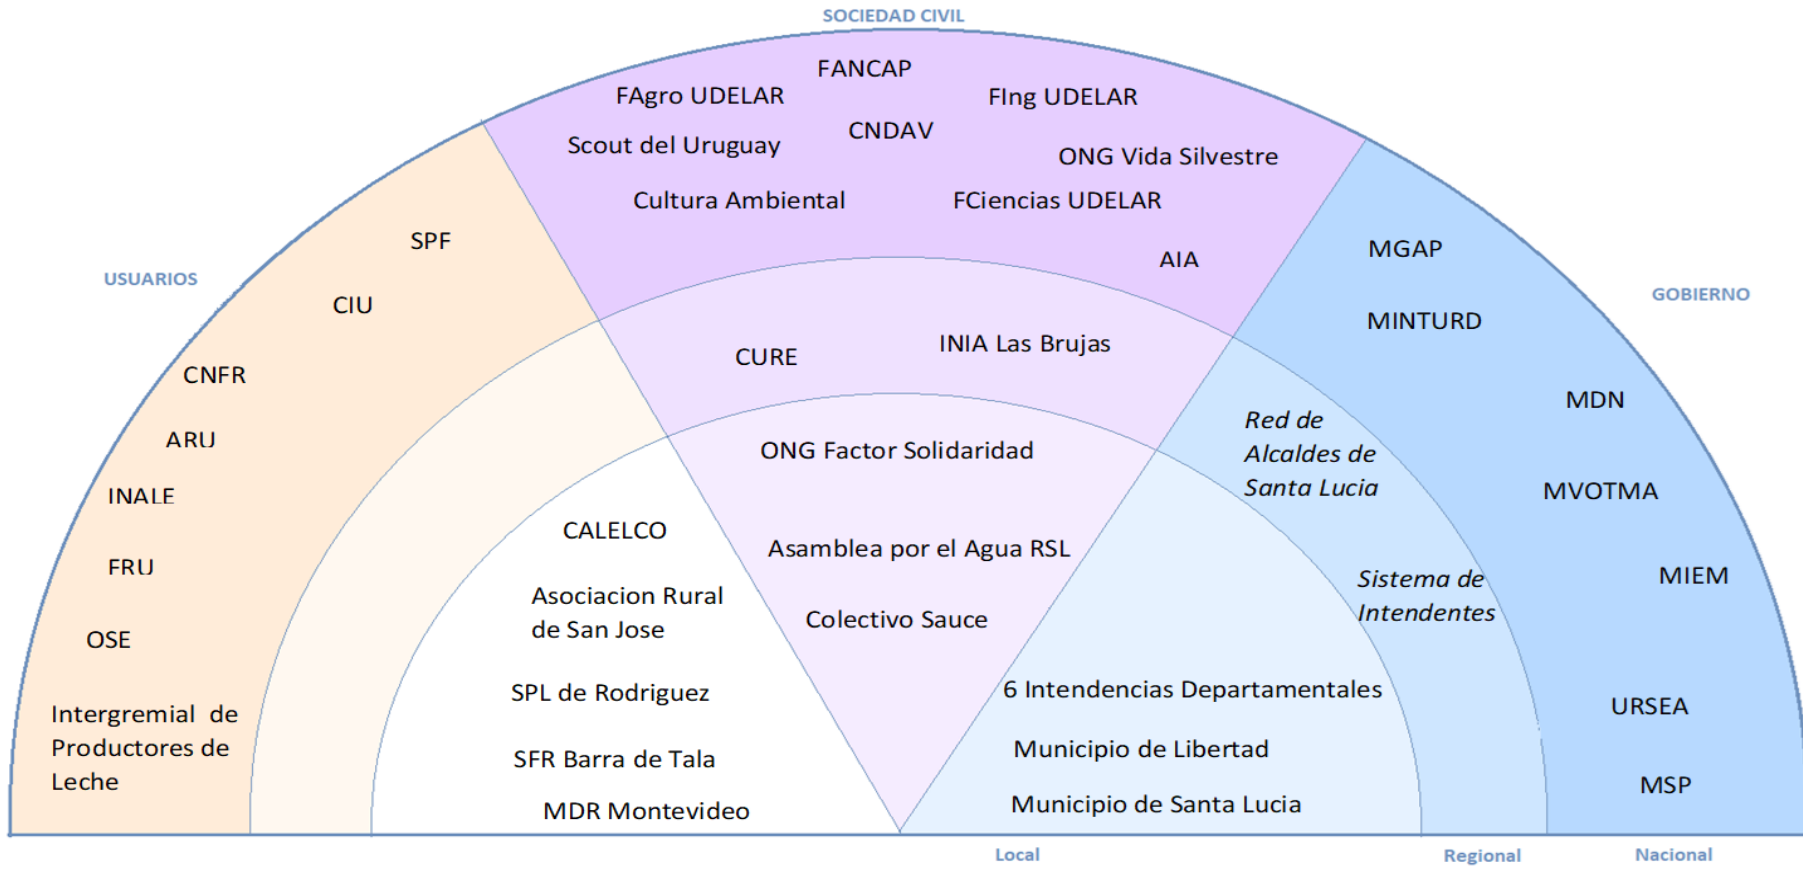 SOCIEDAD CIVIL
FANCAP
FAgro UDELAR
FIng UDELAR
CNDAV
Scout del Uruguay
ONG Vida Silvestre
Cultura Ambiental
FCiencias UDELAR
AIA
CURE
INIA Las Brujas
ONG Factor Solidaridad
Asamblea por el Agua RSL
Colectivo Sauce
USUARIOS
SPF
CIU
CNFR
ARU
INALE
FRU
OSE
Intergremial de
Productores de
Leche
CALELCO
Asociacion Rural
de San Jose
SPL de Rodriguez
SFR Barra de Tala
MDR Montevideo
GOBIERNO
MGAP
MINTURD
MDN
MVOTMA
MIEM
URSEA
MSP
Red de
Alcaldes de
Santa Lucia
Sistema de
Intendentes
6 Intendencias Departamentales
Municipio de Libertad
Municipio de Santa Lucia
Local
Regional
Nacional